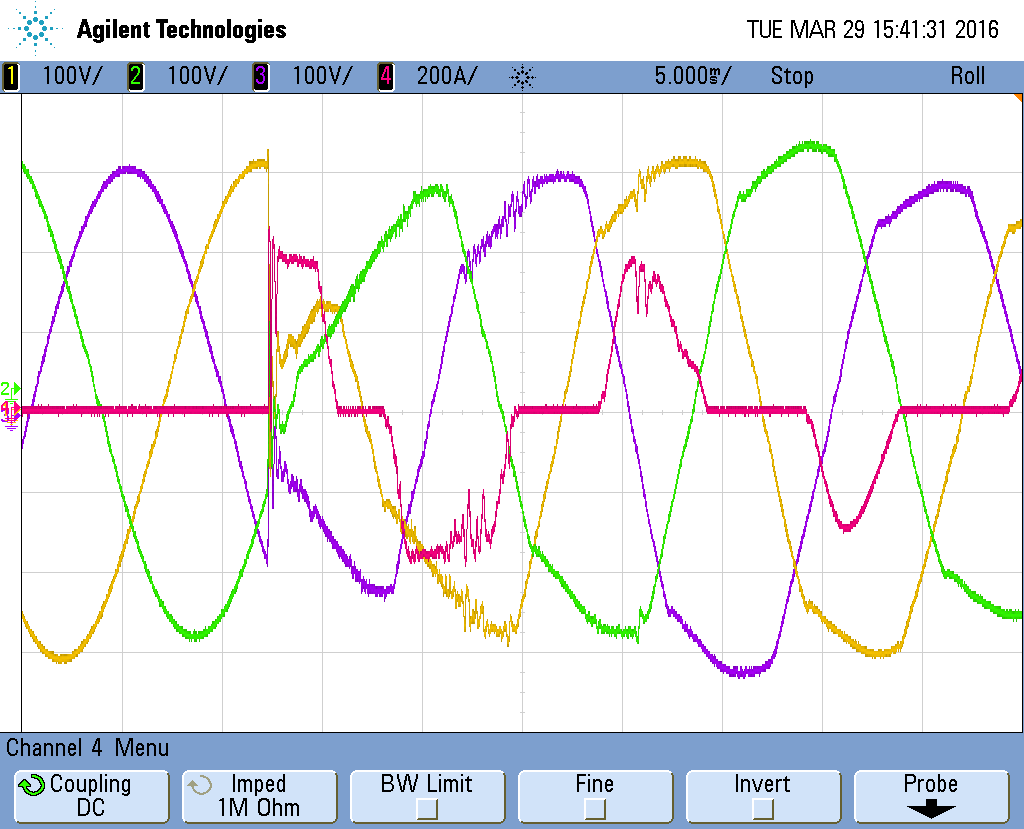 Agilent Technologies TUE MAR 29 15:41:31 2016
1 100V/ 2 100V/ 3 100V/ 4 200A/ 5.000ms/ Stop Roll
2
Channel 4 Menu
Coupling Imped BW Limit Fine Invert Probe
DC 1M Ohm